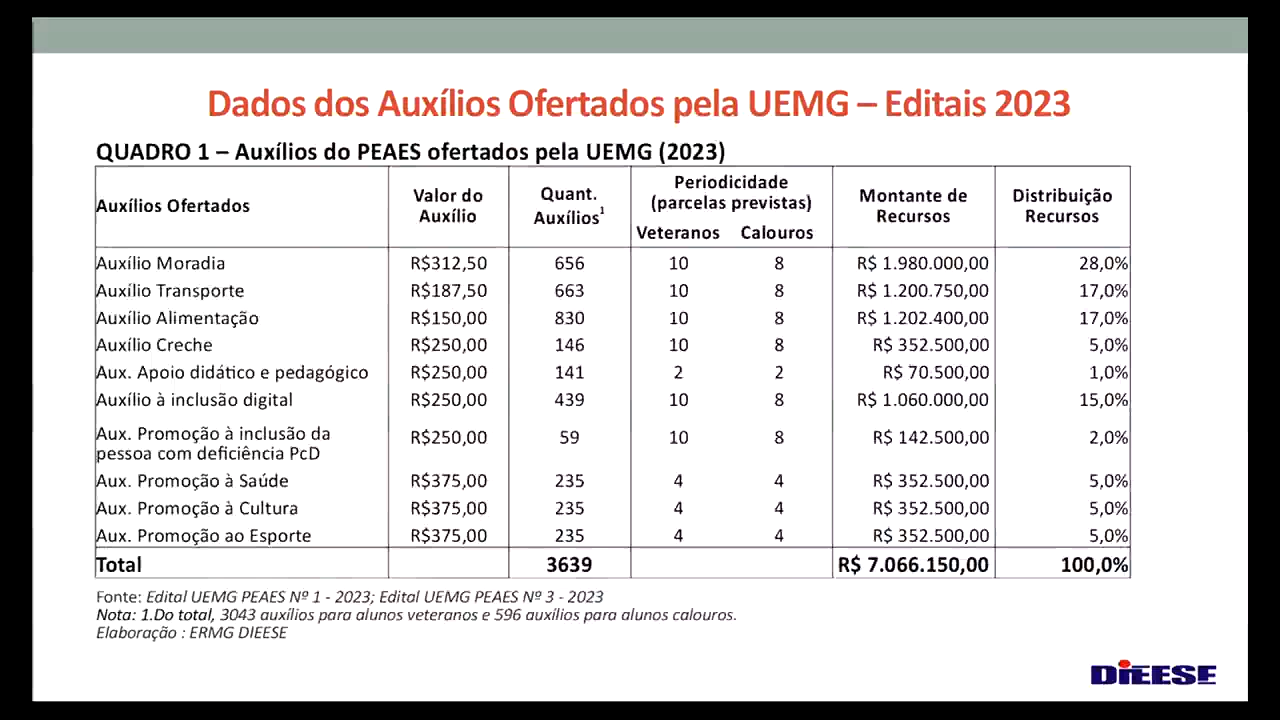 Dados dos Auxílios Ofertados pela UEMG – Editais 2023
QUADRO 1 – Auxílios do PEAES ofertados pela UEMG (2023)
Auxílios Ofertados Valor do Auxílio Quant. Auxílios¹ Periodicidade (parcelas previstas) Veteranos Calouros Montante de Recursos Distribuição Recursos
Auxílio Moradia R$312,50 656 10 8 R$ 1.980.000,00 28,0%
Auxílio Transporte R$187,50 663 10 8 R$ 1.200.750,00 17,0%
Auxílio Alimentação R$150,00 830 10 8 R$ 1.202.400,00 17,0%
Auxílio Creche R$250,00 146 10 8 R$ 352.500,00 5,0%
Aux. Apoio didático e pedagógico R$250,00 141 2 2 R$ 70.500,00 1,0%
Auxílio à inclusão digital R$250,00 439 10 8 R$ 1.060.000,00 15,0%
Aux. Promoção à inclusão da
pessoa com deficiência PcD R$250,00 59 10 8 R$ 142.500,00 2,0%
Aux. Promoção à Saúde R$375,00 235 4 4 R$ 352.500,00 5,0%
Aux. Promoção à Cultura R$375,00 235 4 4 R$ 352.500,00 5,0%
Aux. Promoção ao Esporte R$375,00 235 4 4 R$ 352.500,00 5,0%
Total 3639 R$ 7.066.150,00 100,0%
Fonte: Edital UEMG PEAES Nº 1 - 2023; Edital UEMG PEAES Nº 3 - 2023
Nota: 1.Do total, 3043 auxílios para alunos veteranos e 596 auxílios para alunos calouros.
Elaboração : ERMG DIEESE
DIEESE